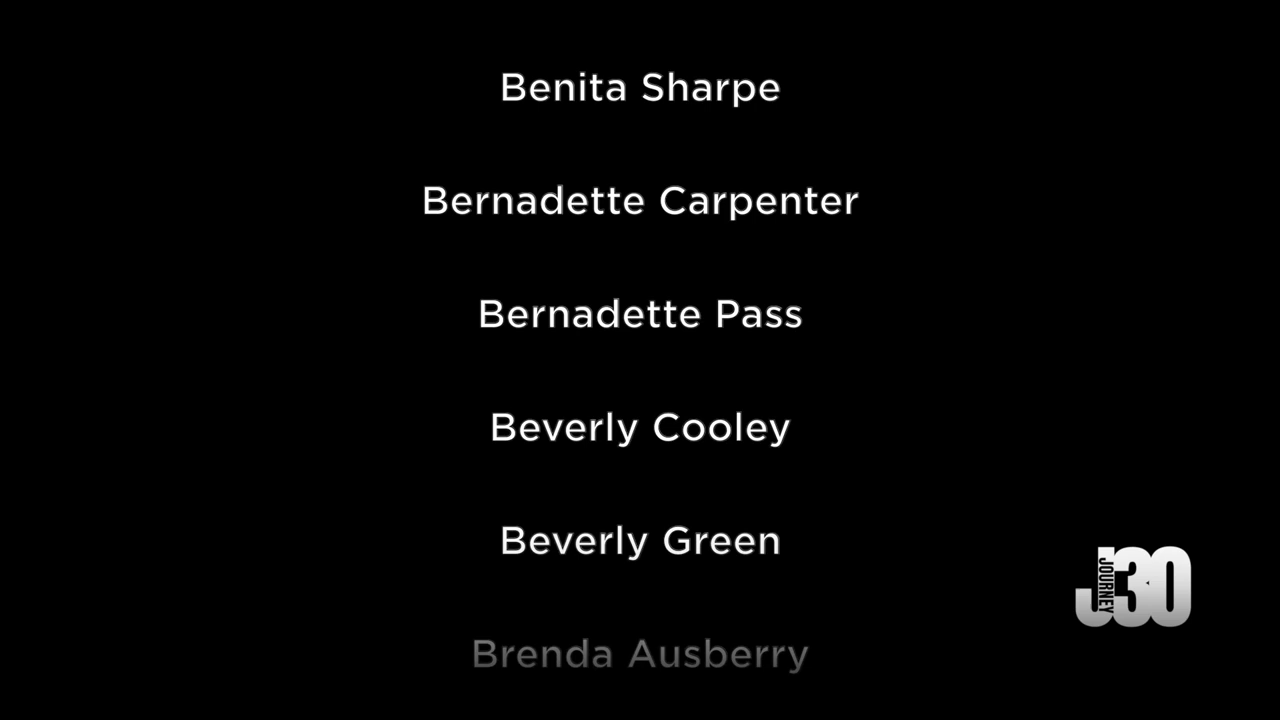 Benita Sharpe
Bernadette Carpenter
Bernadette Pass
Beverly Cooley
Beverly Green
J30
JOURNEY
Brenda Ausberry